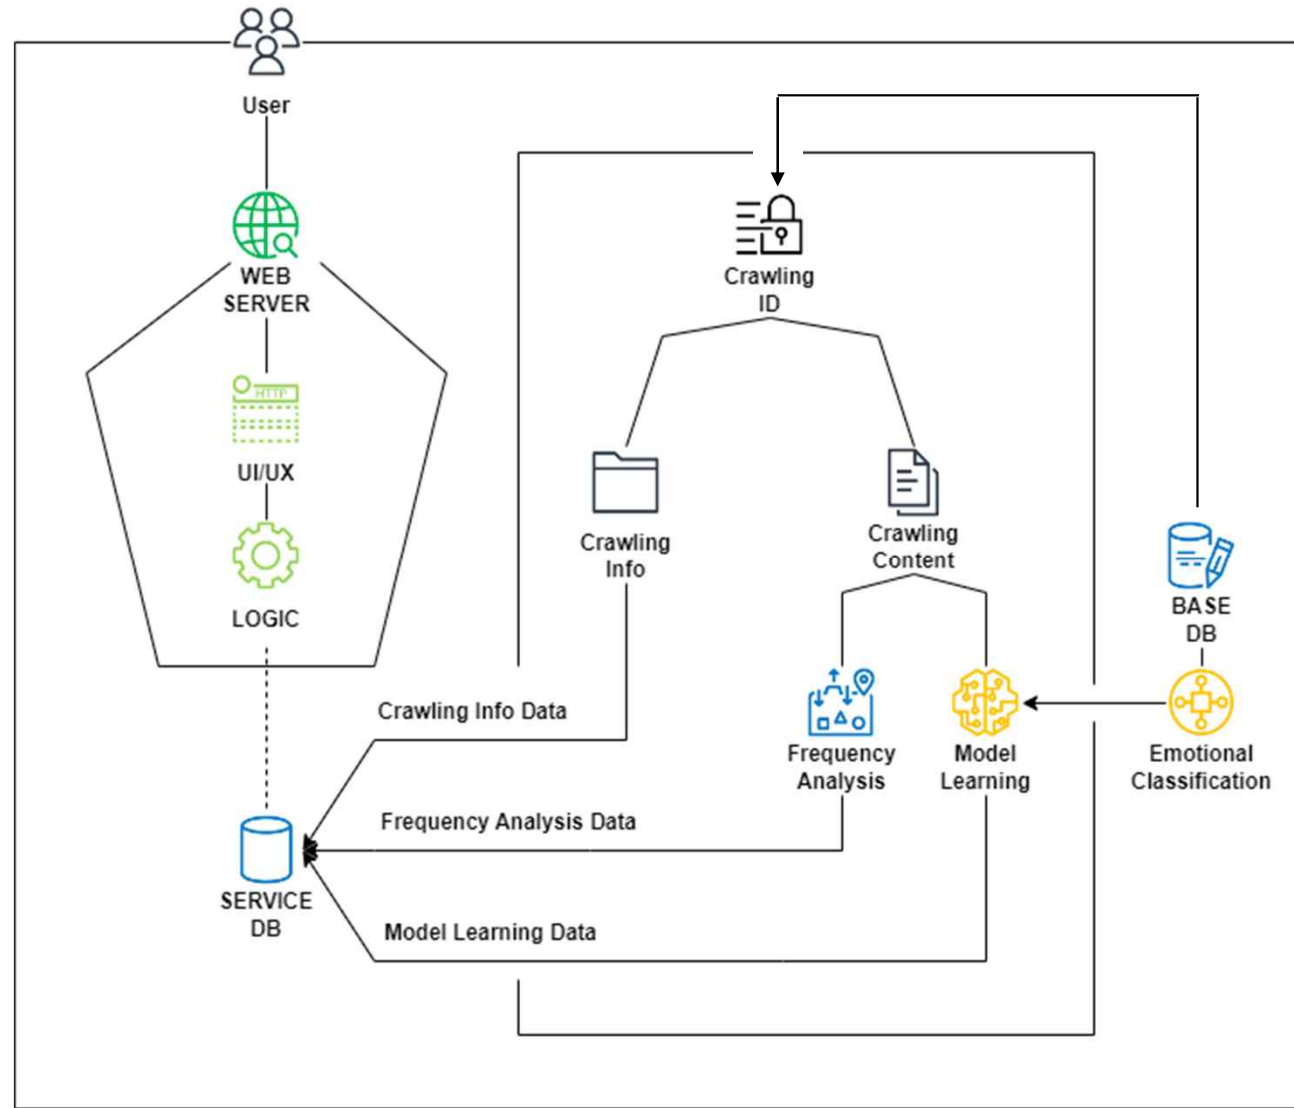 User
WEB
SERVER
HTTP
UI/UX
LOGIC
SERVICE
DB
Crawling
ID
Crawling
Info
Crawling
Content
Frequency
Analysis
Model
Learning
BASE
DB
Emotional
Classification
Crawling Info Data
Frequency Analysis Data
Model Learning Data